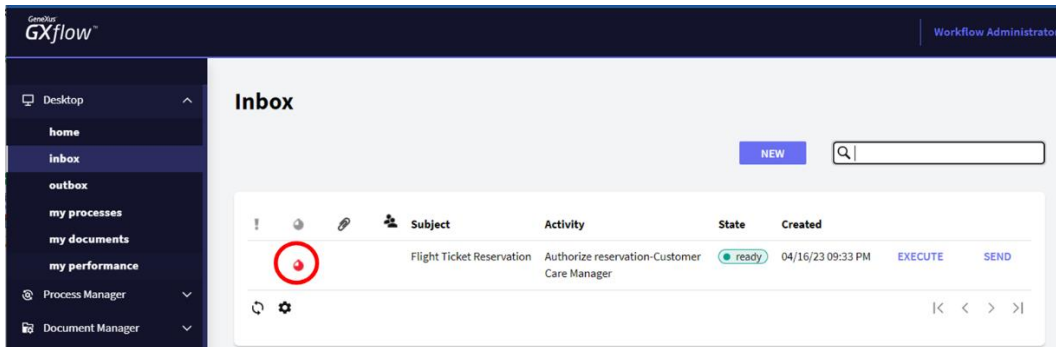 GeneXus
GXflow™
Workflow Administrator
Desktop
home
inbox
outbox
my processes
my documents
my performance
Process Manager
Document Manager
Inbox
NEW
! Subject Activity State Created
Flight Ticket Reservation Authorize reservation-Customer ready 04/16/23 09:33 PM EXECUTE SEND
Care Manager